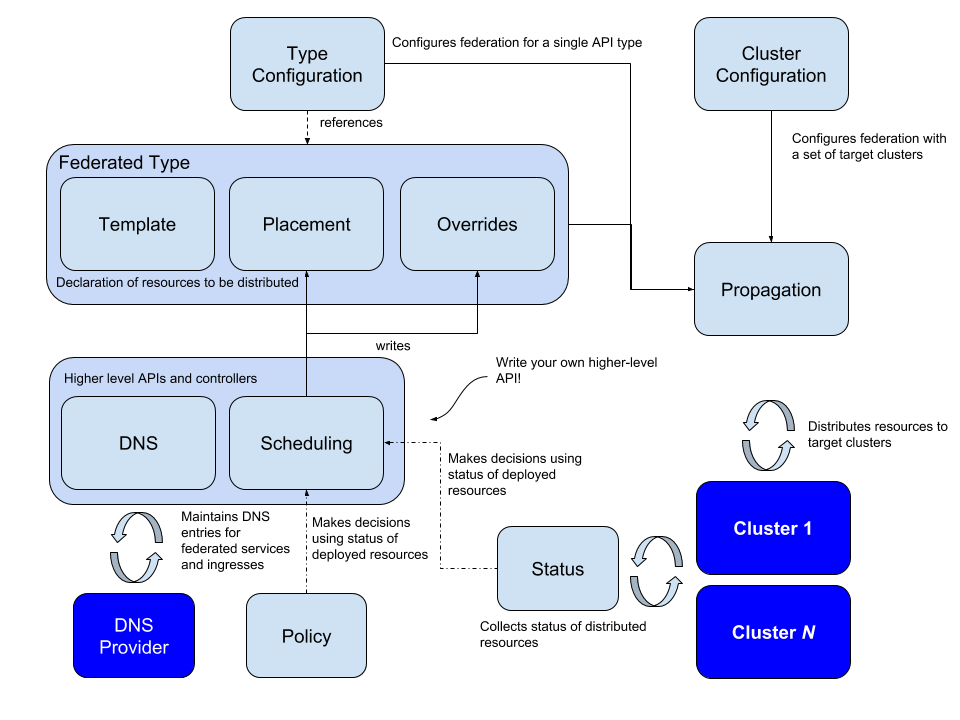 Type
Configuration
Configures federation for a single API type
Cluster
Configuration
references
Configures federation with
a set of target clusters
Federated Type
Template
Placement
Overrides
Declaration of resources to be distributed
Propagation
writes
Write your own higher-level
API!
Higher level APIs and controllers
DNS
Scheduling
Distributes resources to
target clusters
Makes decisions using
status of deployed
resources
Maintains DNS
entries for
federated services
and ingresses
Makes decisions
using status of
deployed resources
Cluster 1
Status
Collects status of distributed
resources
DNS
Provider
Policy
Cluster N